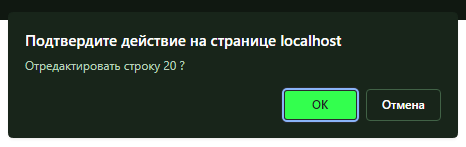 Подтвердите действие на странице localhost
Отредактировать строку 20 ?
OK
Отмена